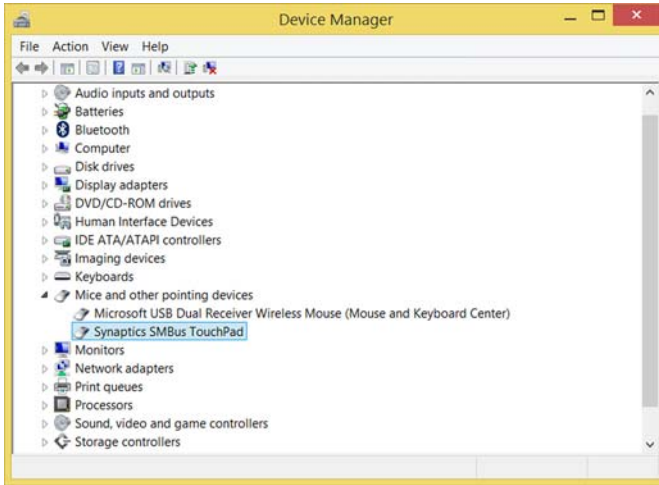 Device Manager
File Action View Help
Audio inputs and outputs
Batteries
Bluetooth
Computer
Disk drives
Display adapters
DVD/CD-ROM drives
Human Interface Devices
IDE ATA/ATAPI controllers
Imaging devices
Keyboards
Mice and other pointing devices
Microsoft USB Dual Receiver Wireless Mouse (Mouse and Keyboard Center)
Synaptics SMBus TouchPad
Monitors
Network adapters
Print queues
Processors
Sound, video and game controllers
Storage controllers